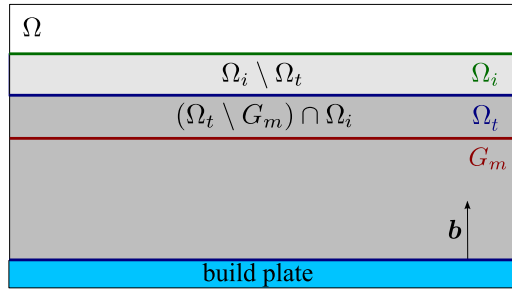 Ω
Ω_i \ Ω_t Ω_i
(Ω_t \ G_m) ∩ Ω_i Ω_t
G_m
b
build plate